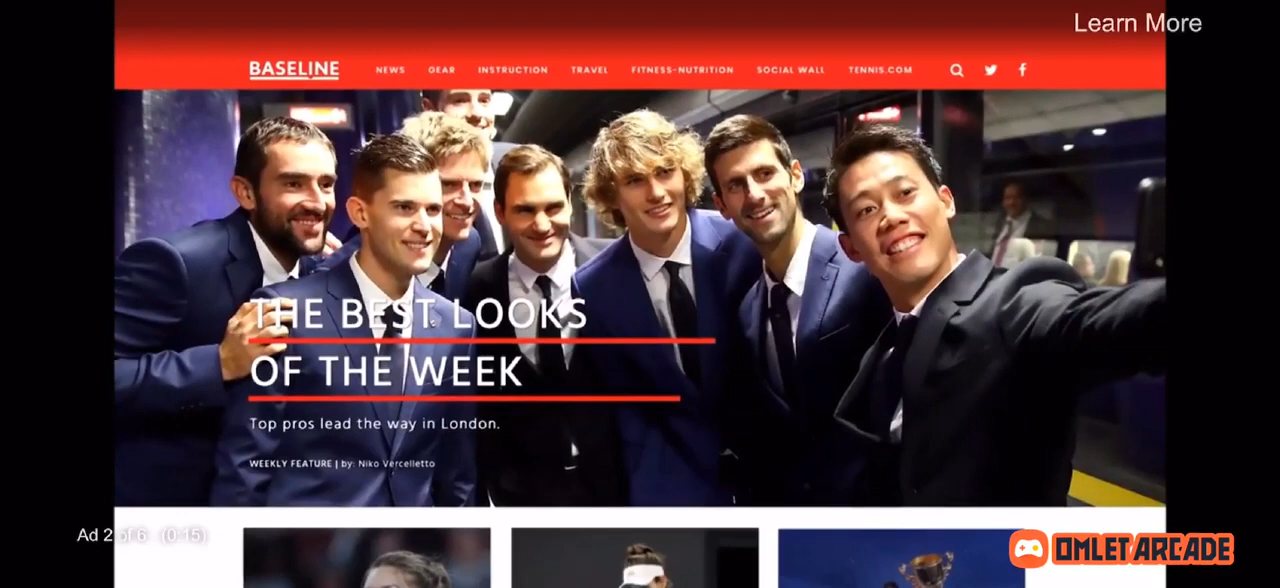 Learn More
BASELINE
NEWS GEAR INSTRUCTION TRAVEL FITNESS-NUTRITION SOCIAL WALL TENNIS.COM
THE BEST LOOKS
OF THE WEEK
Top pros lead the way in London.
WEEKLY FEATURE | by: Niko Vercelletto
Ad 2 of 6 (0:15)
OMLET ARCADE